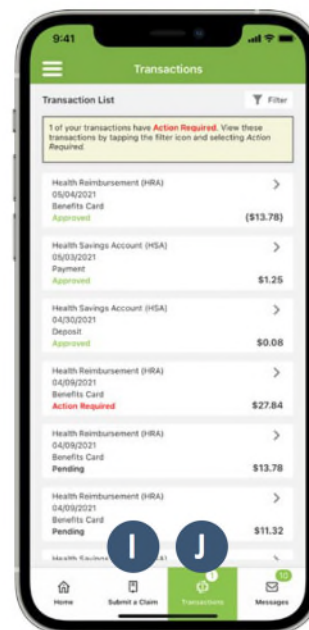 9:41
Transactions
Transaction List
Filter
1 of your transactions have Action Required. View these
transactions by tapping the filter icon and selecting Action
Required.
Health Reimbursement (HRA)
05/04/2021
Benefits Card
Approved ($13.78)
Health Savings Account (HSA)
05/03/2021
Payment
Approved $1.25
Health Savings Account (HSA)
04/30/2021
Deposit
Approved $0.08
Health Reimbursement (HRA)
04/09/2021
Benefits Card
Action Required $27.84
Health Reimbursement (HRA)
04/09/2021
Benefits Card
Pending $13.78
Health Reimbursement (HRA)
04/09/2021
Benefits Card
Pending $11.32
Health Savings
I J
1 10
Home Submit a Claim Transactions Messages